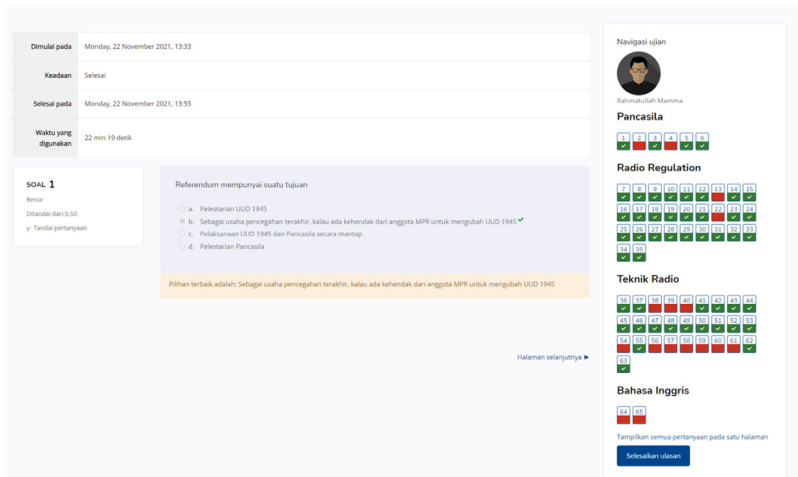 Dimulai pada Monday, 22 November 2021, 13:33
Keadaan Selesai
Selesai pada Monday, 22 November 2021, 13:55
Waktu yang
digunakan 22 min 19 detik
SOAL 1
Benar
Ditandai dari 0,50
Tandai pertanyaan
Referendum mempunyai suatu tujuan
a. Pelestarian UUD 1945
b. Sebagai usaha pencegahan terakhir, kalau ada kehendak dari anggota MPR untuk mengubah UUD 1945
c. Pelaksanaan UUD 1945 dan Pancasila secara mantap
d. Pelestarian Pancasila
Pilihan terbaik adalah: Sebagai usaha pencegahan terakhir, kalau ada kehendak dari anggota MPR untuk mengubah UUD 1945
Halaman selanjutnya ►
Navigasi ujian
Rahmatullah Mamma
Pancasila
1 2 3 4 5 6
Radio Regulation
7 8 9 10 11 12 13 14 15
16 17 18 19 20 21 22 23 24
25 26 27 28 29 30 31 32 33
34 35
Teknik Radio
36 37 38 39 40 41 42 43 44
45 46 47 48 49 50 51 52 53
54 55 56 57 58 59 60 61 62
63
Bahasa Inggris
64 65
Tampilkan semua pertanyaan pada satu halaman
Selesaikan ulasan